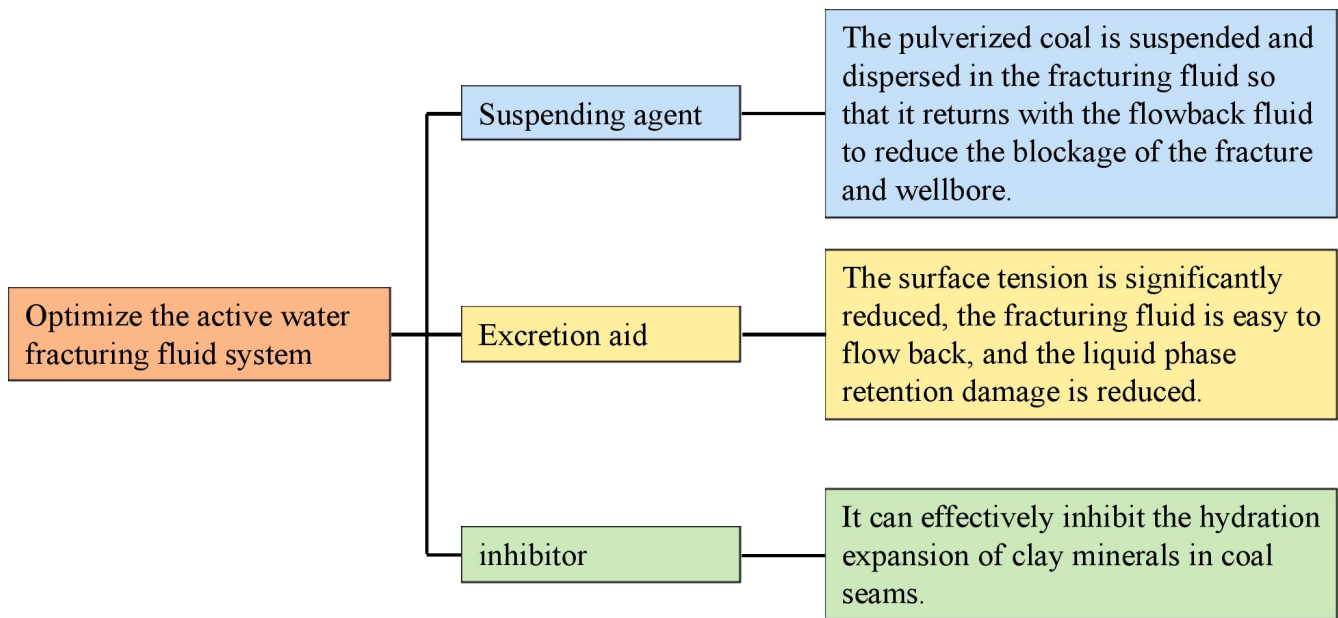 Optimize the active water
fracturing fluid system
Suspending agent
The pulverized coal is suspended and
dispersed in the fracturing fluid so
that it returns with the flowback fluid
to reduce the blockage of the fracture
and wellbore.
Excretion aid
The surface tension is significantly
reduced, the fracturing fluid is easy to
flow back, and the liquid phase
retention damage is reduced.
inhibitor
It can effectively inhibit the hydration
expansion of clay minerals in coal
seams.